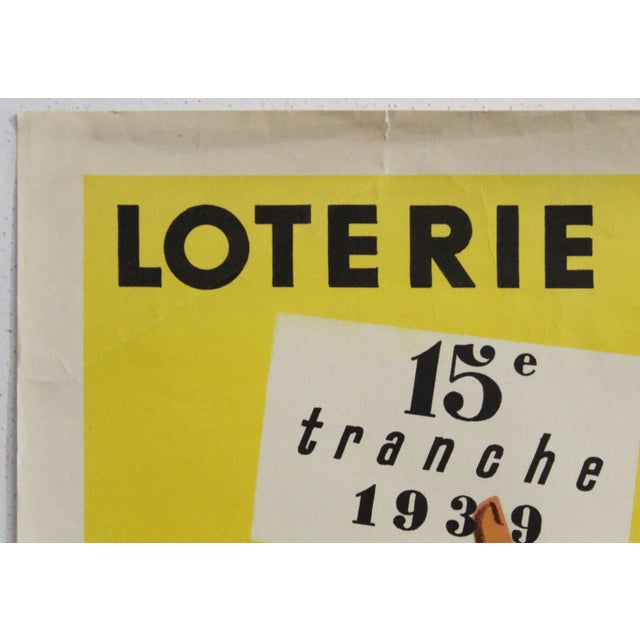 LOTERIE
15e
tranche
1939